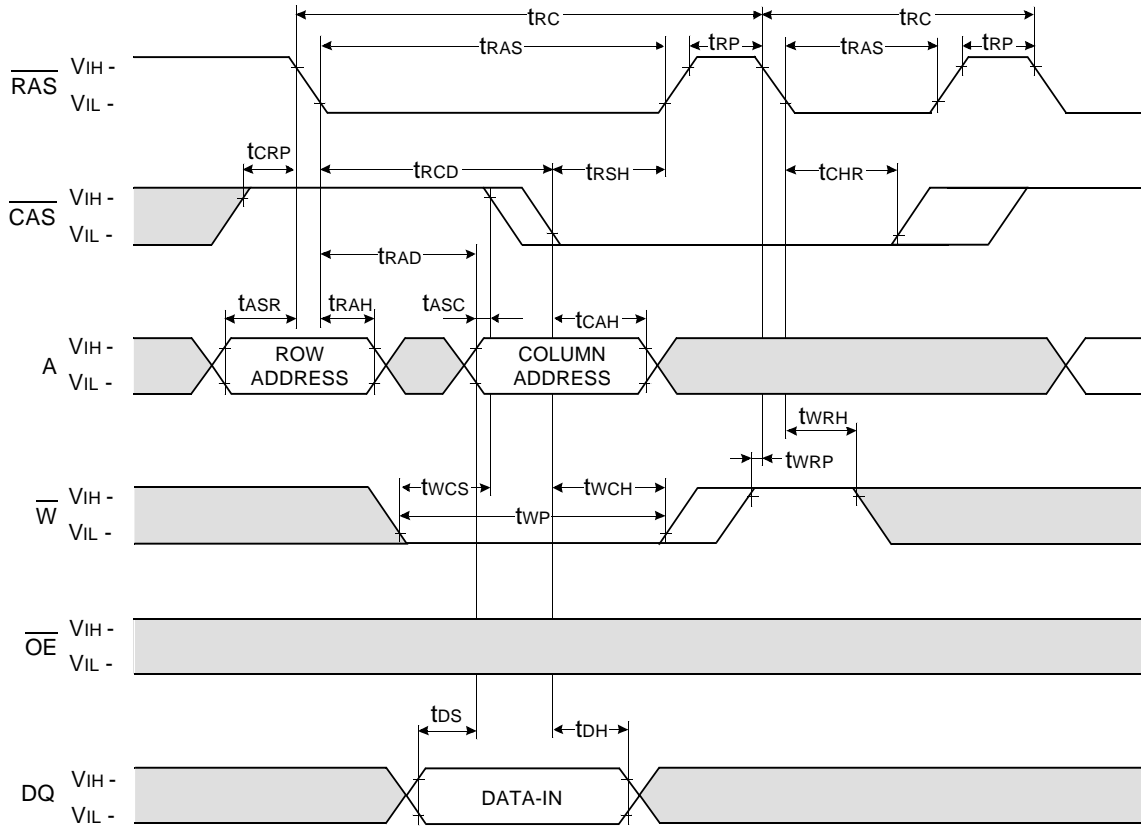 tRC tRC
tRAS tRP tRAS tRP
RAS VIH -
VIL -
tCRP tRCD tRSH tCHR
CAS VIH -
VIL -
tRAD
tASR tRAH tASC tCAH
A VIH -
VIL -
ROW ADDRESS
COLUMN ADDRESS
tWRH
tWRP
tWCS tWCH
W VIH -
VIL -
tWP
OE VIH -
VIL -
tDS tDH
DQ VIH -
VIL -
DATA-IN